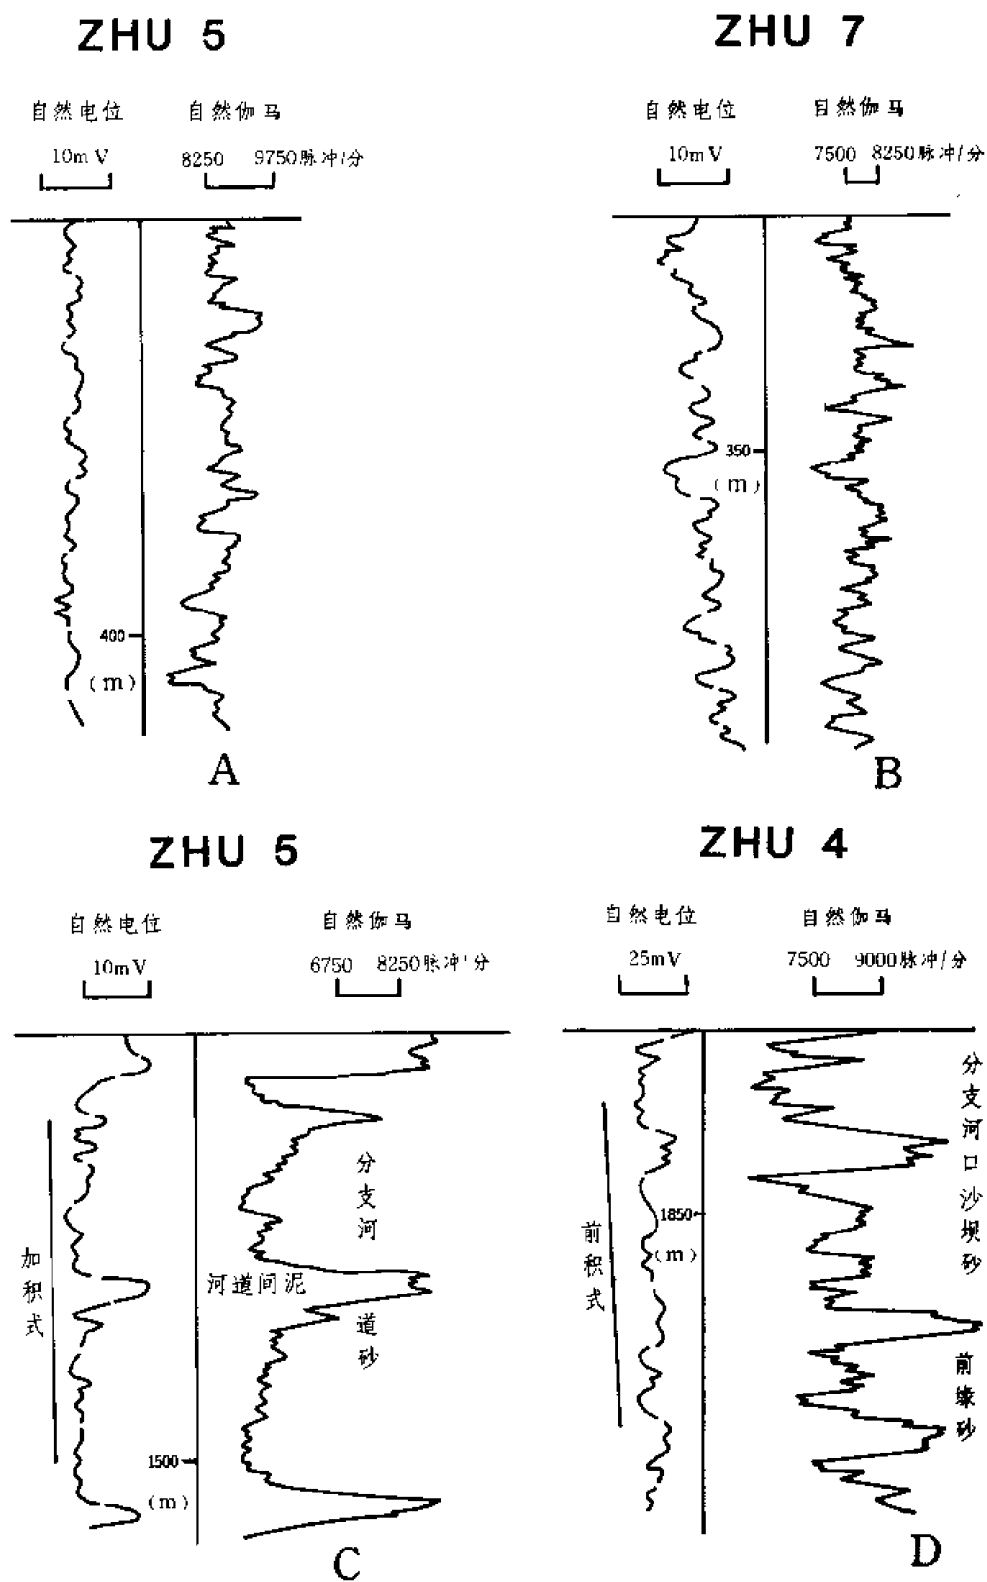 ZHU 5
自然电位 自然伽马
10mV 8250 9750脉冲/分
400
(m)
A
ZHU 7
自然电位 自然伽马
10mV 7500 8250脉冲/分
350
(m)
B
ZHU 5
自然电位 自然伽马
10mV 6750 8250脉冲/分
加积式
分支河道砂
河道间泥
1500
(m)
C
ZHU 4
自然电位 自然伽马
25mV 7500 9000脉冲/分
前积式
1850
(m)
分支河口沙坝砂
前缘砂
D